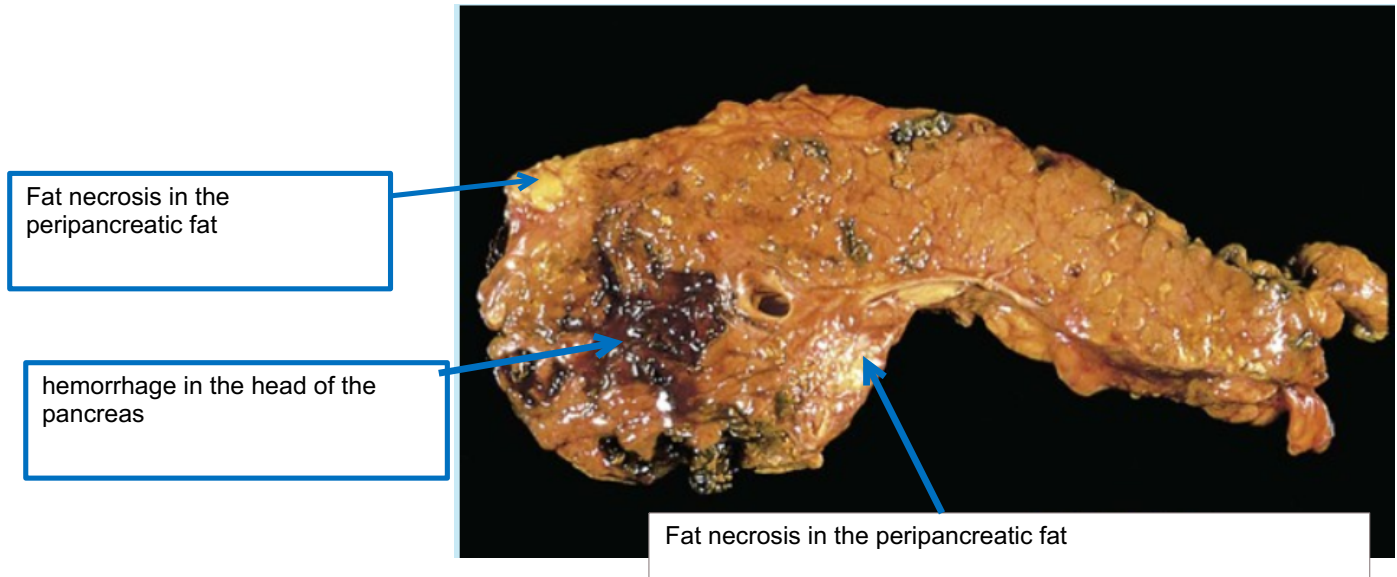 Fat necrosis in the
peripancreatic fat
hemorrhage in the head of the
pancreas
Fat necrosis in the peripancreatic fat